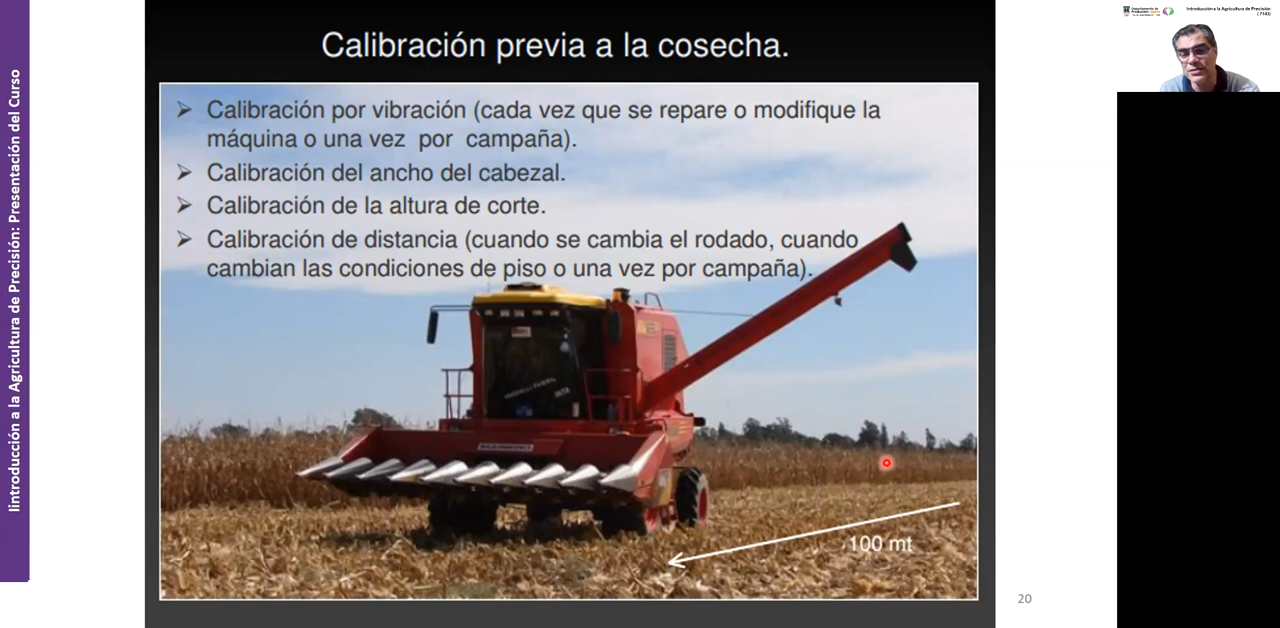 Iintroducción a la Agricultura de Precisión: Presentación del Curso
Calibración previa a la cosecha.
➢ Calibración por vibración (cada vez que se repare o modifique la
máquina o una vez por campaña).
➢ Calibración del ancho del cabezal.
➢ Calibración de la altura de corte.
➢ Calibración de distancia (cuando se cambia el rodado, cuando
cambian las condiciones de piso o una vez por campaña).
100 mt
20
Introducción a la Agricultura de Precisión
(7143)